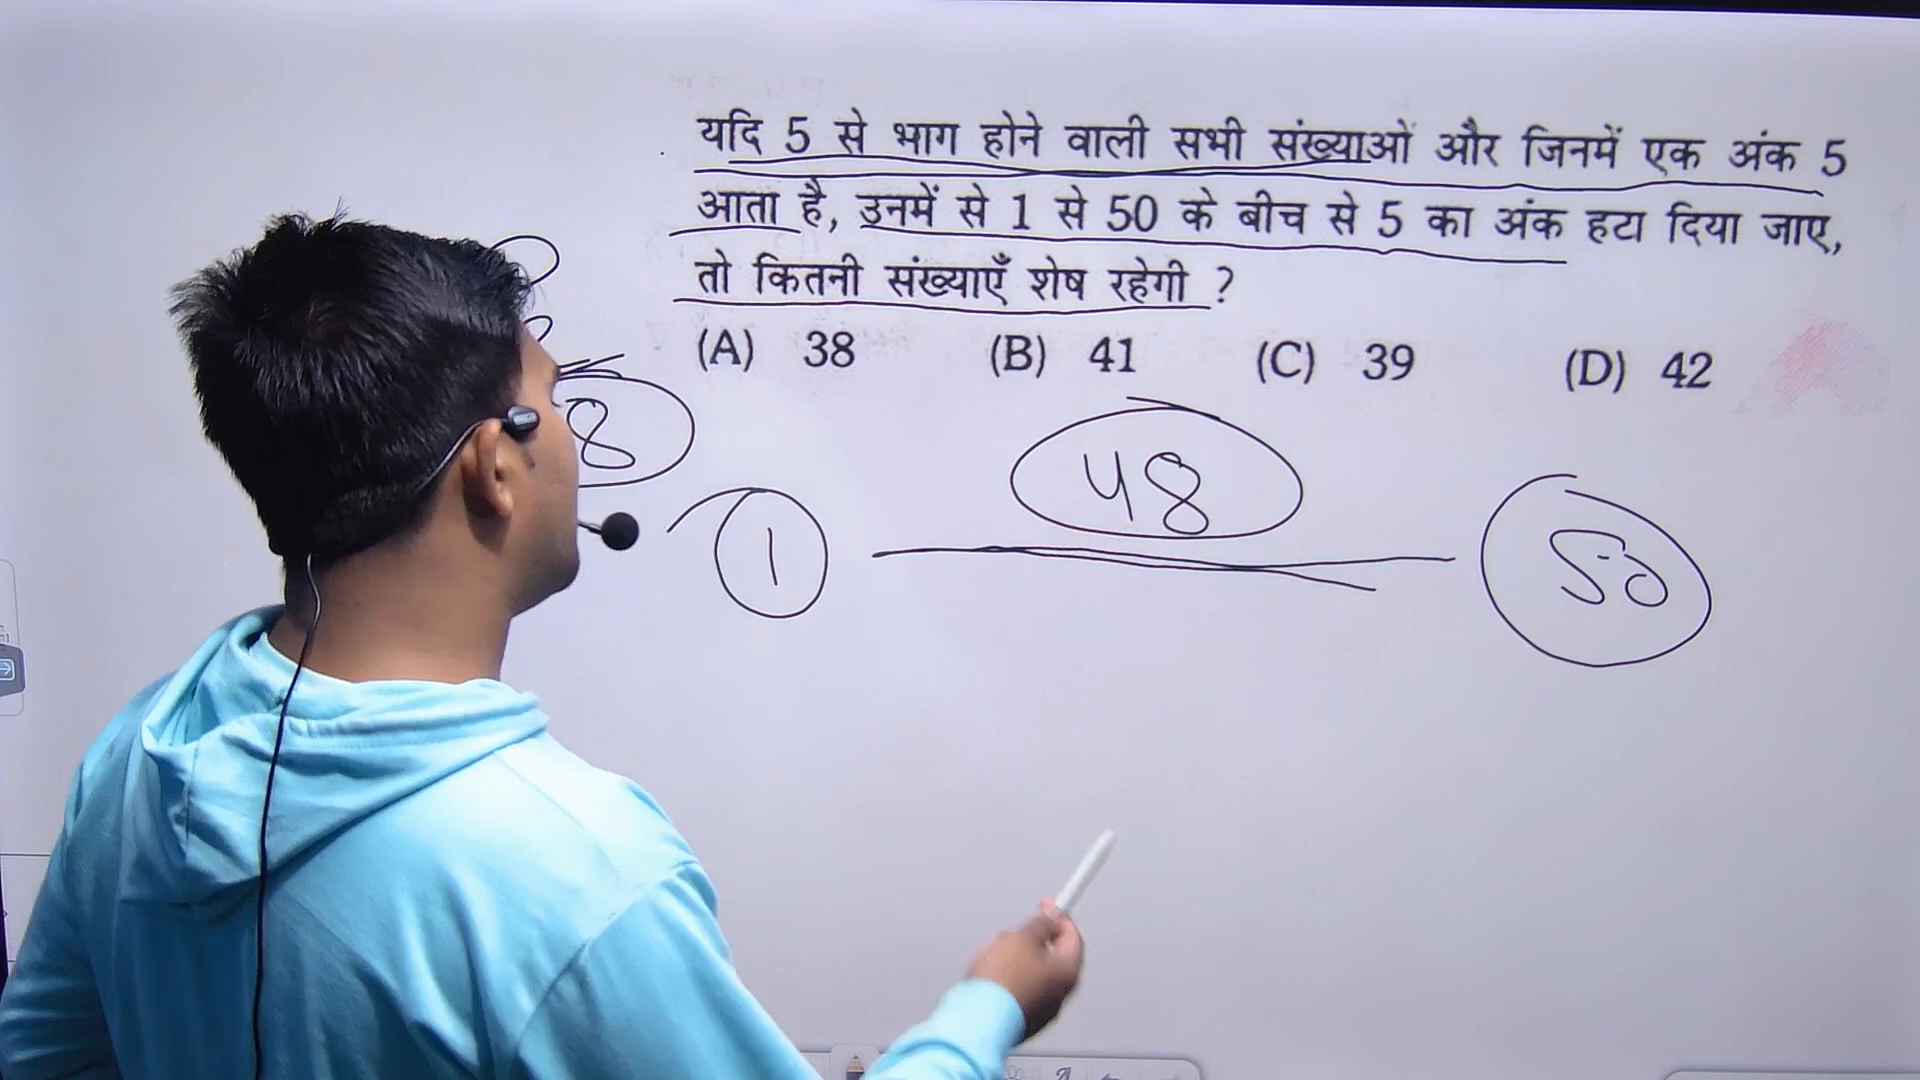 यदि 5 से भाग होने वाली सभी संख्याओं और जिनमें एक अंक 5
आता है, उनमें से 1 से 50 के बीच से 5 का अंक हटा दिया जाए,
तो कितनी संख्याएँ शेष रहेगी ?
(A) 38 (B) 41 (C) 39 (D) 42
8
48
1
50